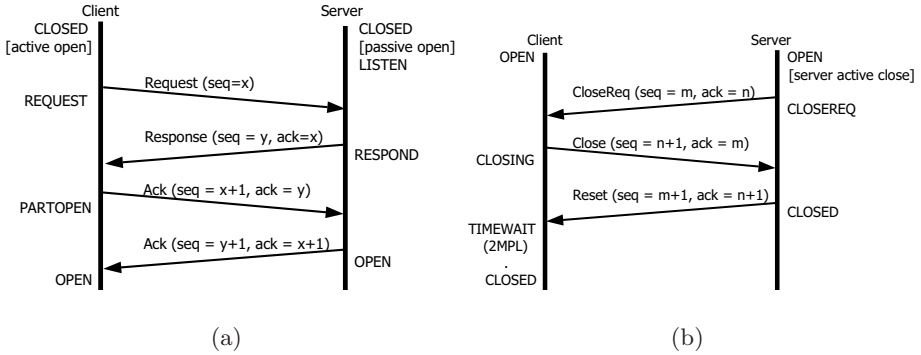 Client
Server
CLOSED
[active open]
CLOSED
[passive open]
LISTEN
Request (seq=x)
REQUEST
Response (seq = y, ack=x)
RESPOND
Ack (seq = x+1, ack = y)
PARTOPEN
Ack (seq = y+1, ack = x+1)
OPEN
OPEN
(a)
Client
Server
OPEN
OPEN
[server active close]
CloseReq (seq = m, ack = n)
CLOSEREQ
Close (seq = n+1, ack = m)
CLOSING
Reset (seq = m+1, ack = n+1)
CLOSED
TIMEWAIT
(2MPL)
.
CLOSED
(b)